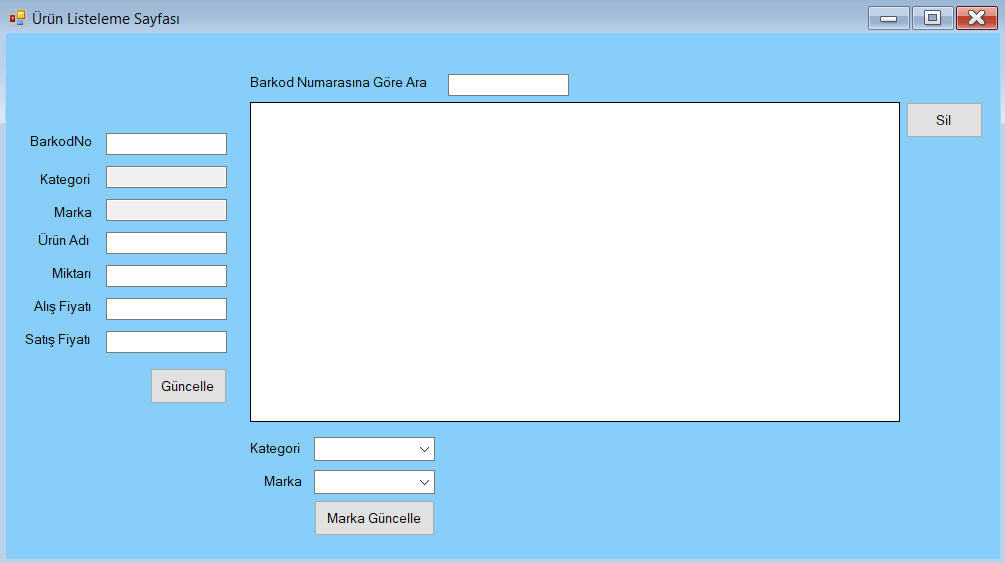 Ürün Listeleme Sayfası
Barkod Numarasına Göre Ara
Sil
BarkodNo
Kategori
Marka
Ürün Adı
Miktarı
Alış Fiyatı
Satış Fiyatı
Güncelle
Kategori
Marka
Marka Güncelle